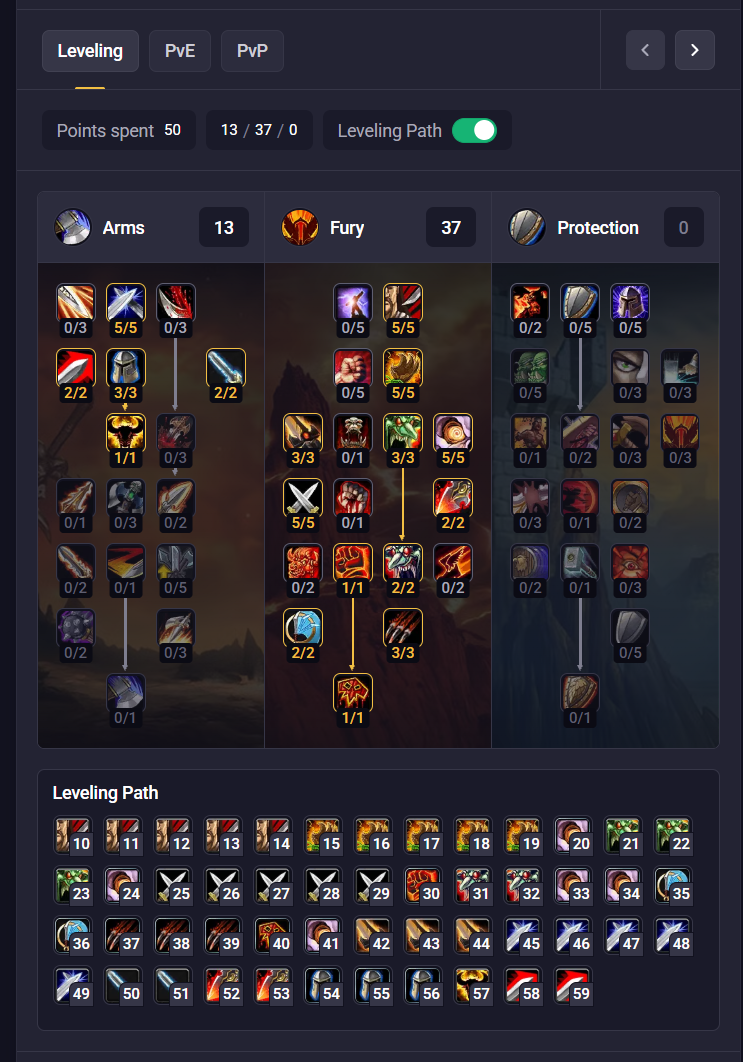 Leveling PvE PvP
Points spent 50 13 / 37 / 0 Leveling Path
Arms 13 Fury 37 Protection 0
0/3 5/5 0/3 0/5 5/5 0/2 0/5 0/5
2/2 3/3 2/2 0/5 5/5 0/5 0/3 0/3
1/1 0/3 3/3 0/1 3/3 5/5 0/1 0/2 0/3 0/3
0/1 0/3 0/2 5/5 0/1 2/2 0/3 0/1 0/2
0/2 0/1 0/5 0/2 1/1 2/2 0/2 0/2 0/1 0/3
0/2 0/3 2/2 3/3 0/5
0/1 1/1 0/1
Leveling Path
10 11 12 13 14 15 16 17 18 19 20 21 22
23 24 25 26 27 28 29 30 31 32 33 34 35
36 37 38 39 40 41 42 43 44 45 46 47 48
49 50 51 52 53 54 55 56 57 58 59